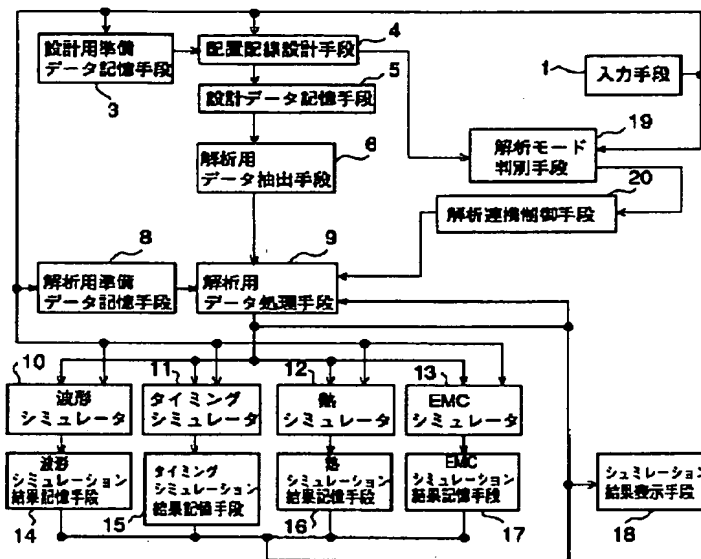 設計用準備
データ記憶手段
3
配置配線設計手段
4
5
設計データ記憶手段
1
入力手段
6
解析用
データ抽出手段
19
解析モード
判別手段
20
解析連携制御手段
8
解析用準備
データ記憶手段
9
解析用
データ処理手段
10
波形
シミュレータ
11
タイミング
シミュレータ
12
熱
シミュレータ
13
EMC
シミュレータ
波形
シミュレーション
結果記憶手段
14
タイミング
シミュレーション
結果記憶手段
15
熱
シミュレーション
結果記憶手段
16
EMC
シミュレーション
結果記憶手段
17
シュミレーション
結果表示手段
18